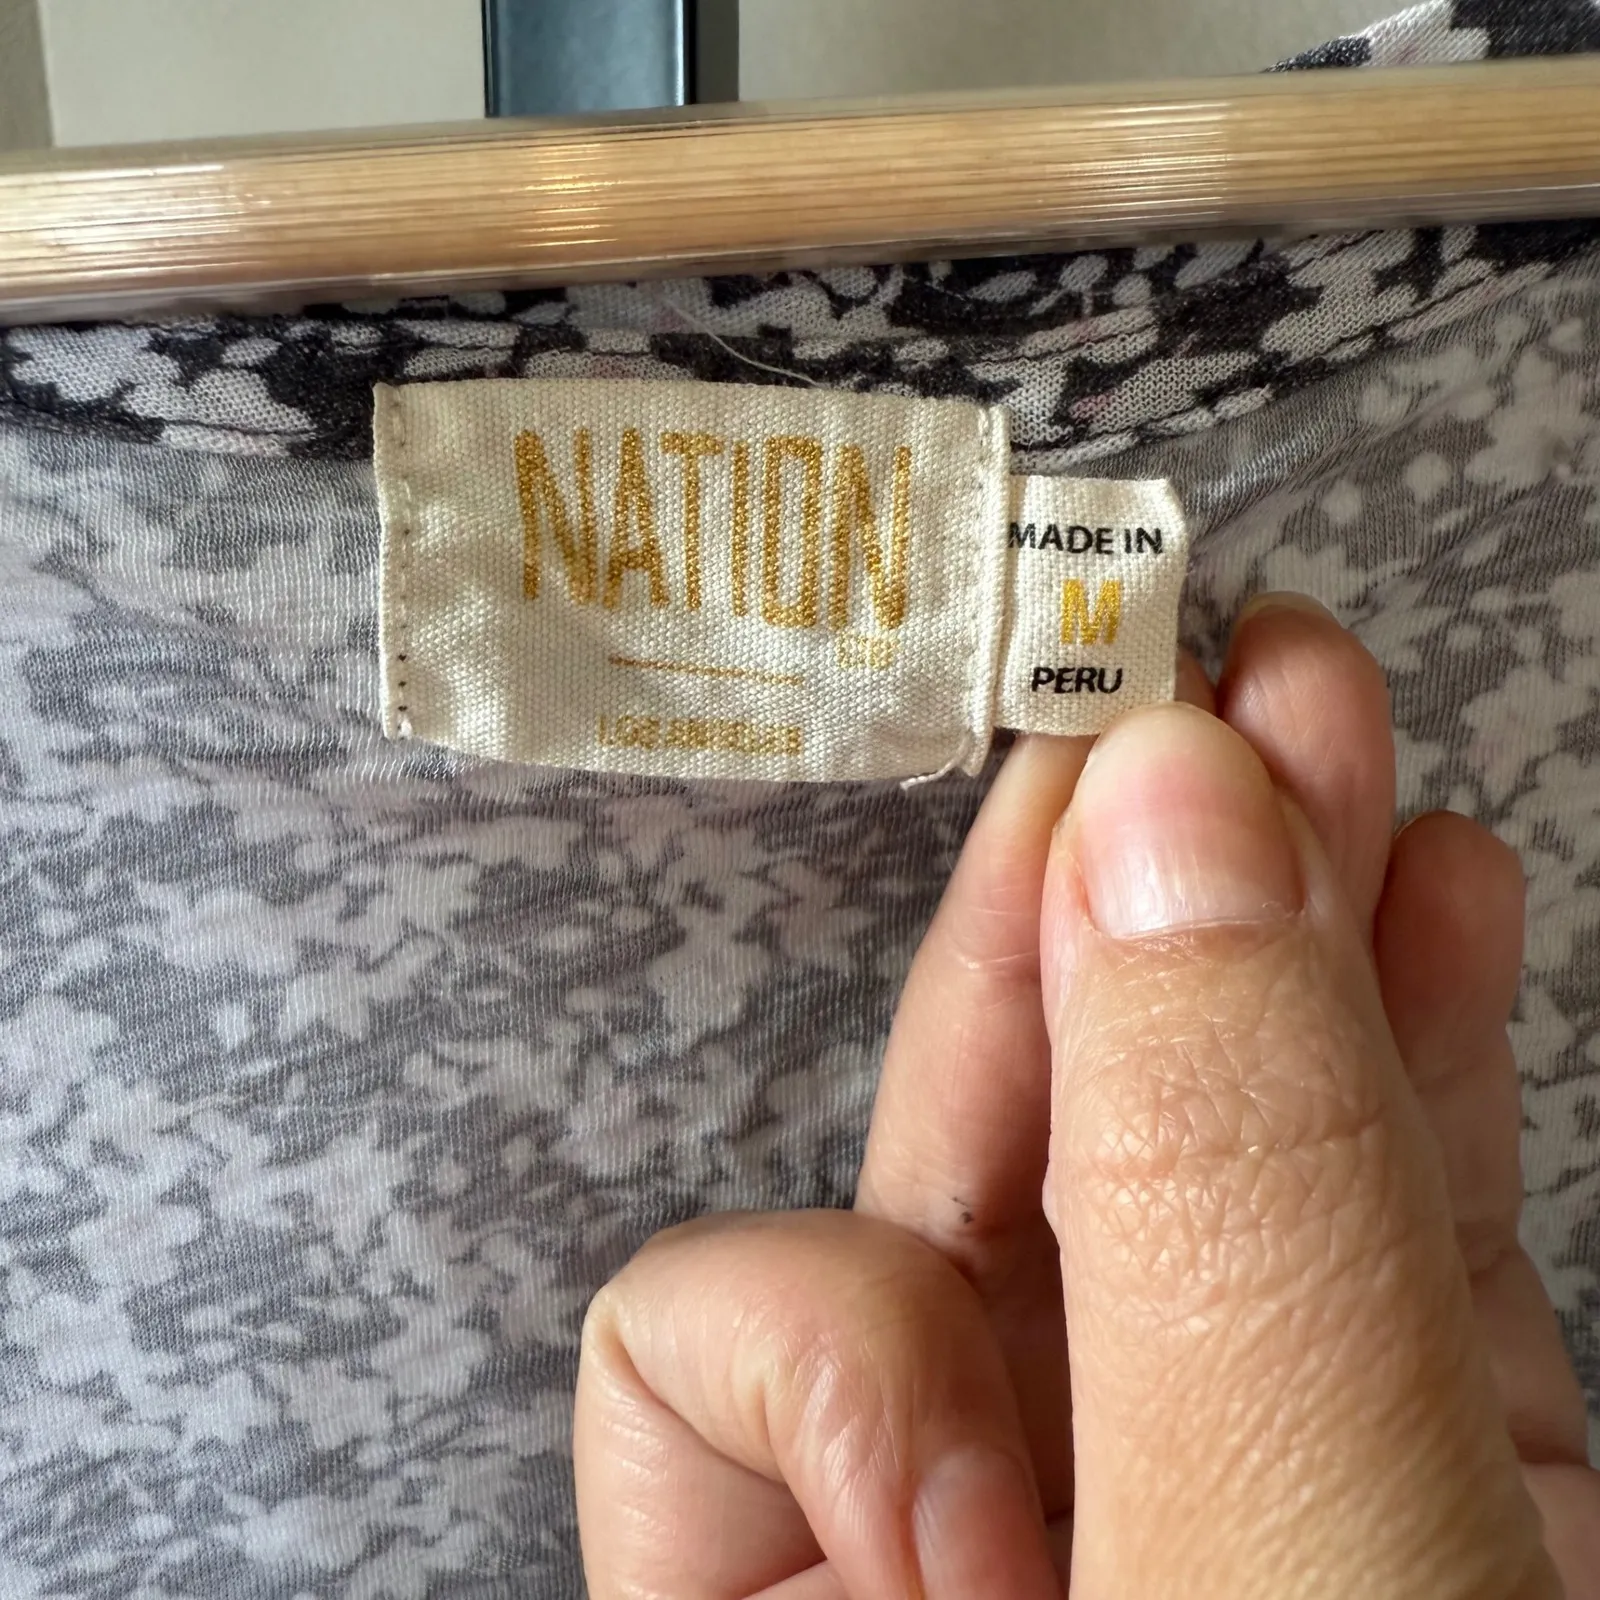 NATION
LTD
LOS ANGELES
MADE IN
M
PERU